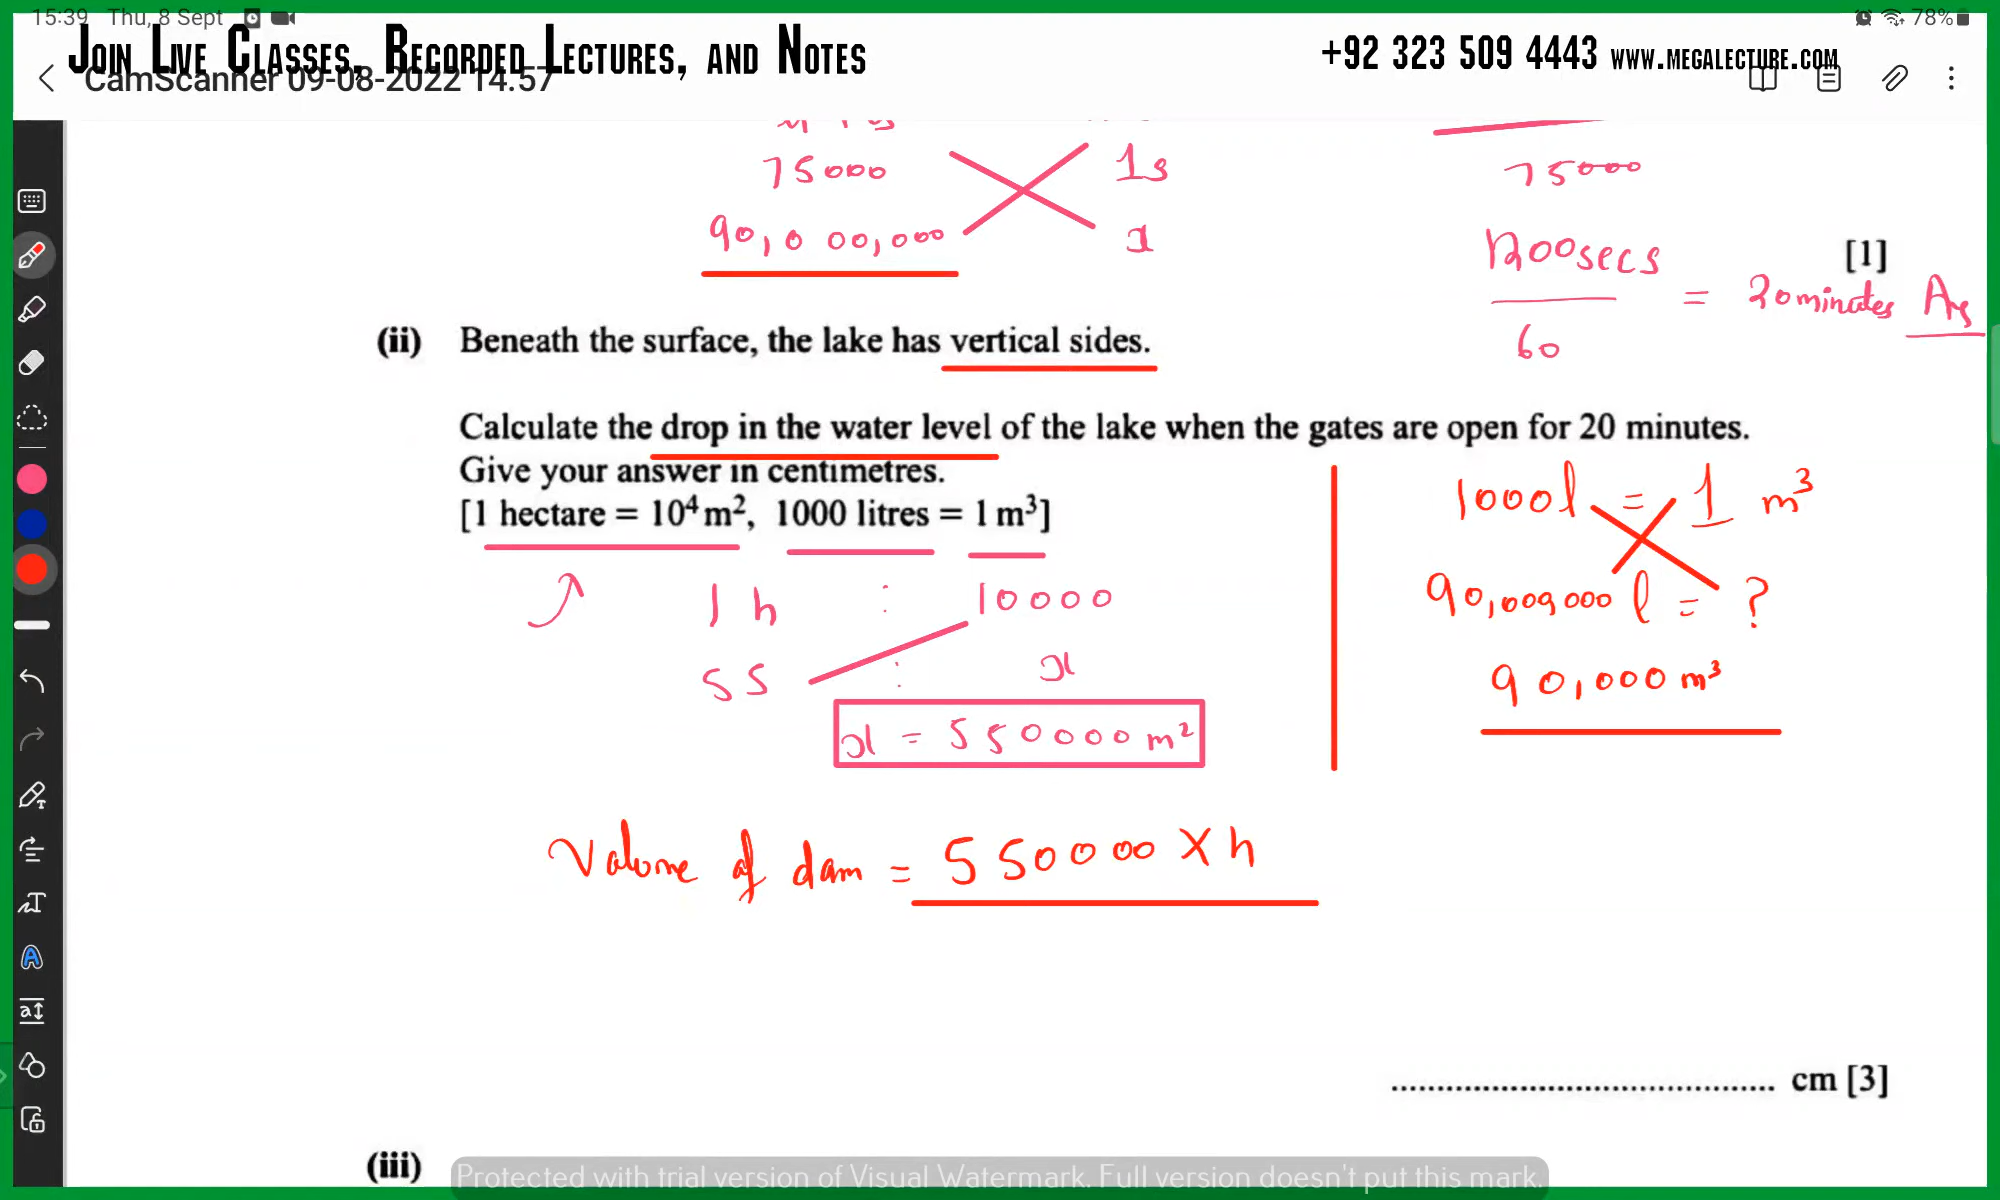 15:39 Thu, 8 Sept 78%
Join Live Classes, Recorded Lectures, and Notes
+92 323 509 4443 www.megalecture.com
CamScanner 09-08-2022 14.57
75000 1s 75000
90,000,000 x
1200secs [1]
60 = 20 minutes Ans
(ii) Beneath the surface, the lake has vertical sides.
Calculate the drop in the water level of the lake when the gates are open for 20 minutes.
Give your answer in centimetres.
[1 hectare = 10⁴ m², 1000 litres = 1 m³]
1000l = 1 m³
1 h : 10000
90,000,000 l = ?
55 : x
90,000 m³
x = 550000 m²
Volume of dam = 550000 × h
........................................ cm [3]
(iii)
Protected with trial version of Visual Watermark. Full version doesn't put this mark.